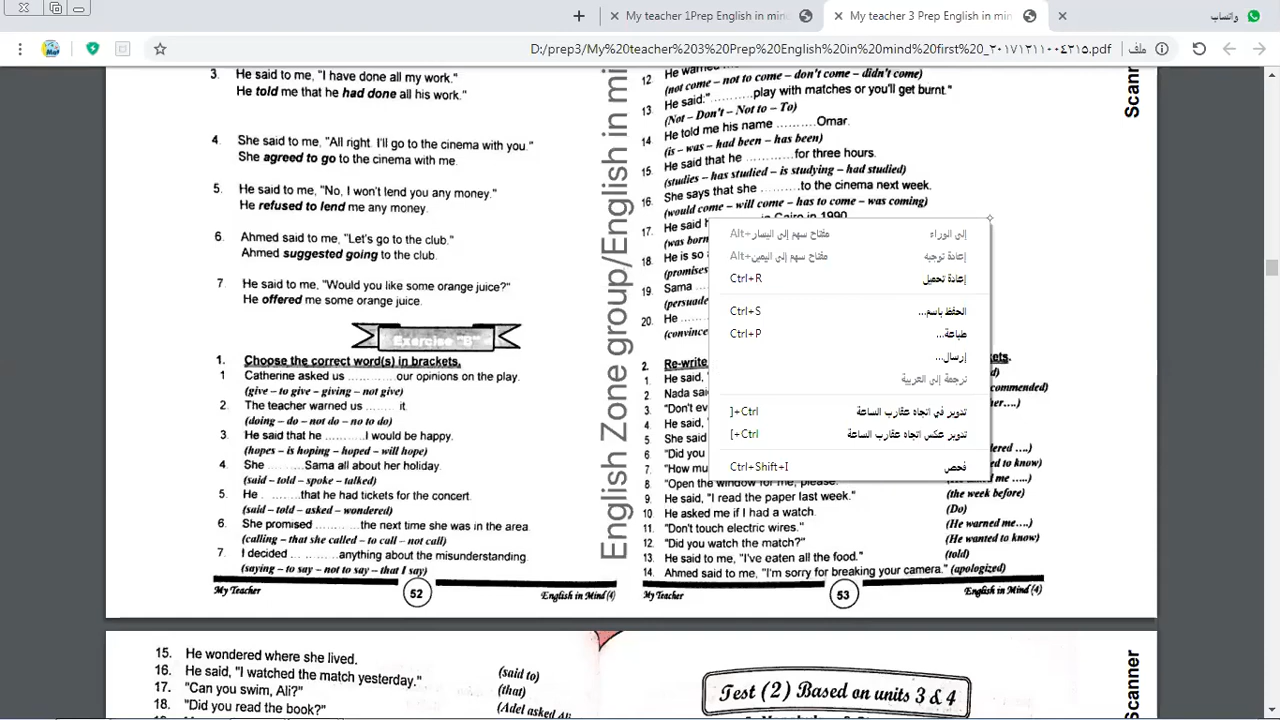 My teacher 1Prep English in min
My teacher 3 Prep English in min
واتساب
D:/prep3/My%20teacher%203%20Prep%20English%20in%20mind%20first%20_٢٠١٧١٢١١٠٠٤٢١٥.pdf
ملف
3. He said to me, "I have done all my work."
He told me that he had done all his work."
4. She said to me, "All right. I'll go to the cinema with you."
She agreed to go to the cinema with me.
5. He said to me, "No, I won't lend you any money."
He refused to lend me any money.
6. Ahmed said to me, "Let's go to the club."
Ahmed suggested going to the club.
7. He said to me, "Would you like some orange juice?"
He offered me some orange juice.
Exercise "B"
1. Choose the correct word(s) in brackets.
1 Catherine asked us ............our opinions on the play.
(give – to give – giving – not give)
2. The teacher warned us ........ it.
(doing – do – not do – no to do)
3. He said that he ..........I would be happy.
(hopes – is hoping – hoped – will hope)
4. She .........Sama all about her holiday.
(said – told – spoke – talked)
5. He ...........that he had tickets for the concert.
(said – told – asked – wondered)
6. She promised ............the next time she was in the area.
(calling – that she called – to call – not call)
7. I decided ............anything about the misunderstanding.
(saying – to say – not to say – that I say)
My Teacher
52
English in Mind (4)
English Zone group/English in mi
12. He warned me
(not come – not to come – don't come – didn't come)
13. He said:"..........play with matches or you'll get burnt."
(Not – Don't – Not to – To)
14. He told me his name .........Omar.
(is – was – had been – has been)
15. He said that he ...........for three hours.
(studies – has studied – is studying – had studied)
16. She says that she .........to the cinema next week.
(would come – will come – has to come – was coming)
17. He said h in Cairo in 1990
(was born
18. He is so
(promises
19. Sama ...
(persuade
20. He ...
(convince
إلى الوراء Alt+مفتاح سهم إلى اليسار
إعادة توجيه Alt+مفتاح سهم إلى اليمين
إعادة تحميل Ctrl+R
الحفظ باسم... Ctrl+S
طباعة... Ctrl+P
إرسال...
ترجمة إلى العربية
تدوير في اتجاه عقارب الساعة Ctrl+[
تدوير عكس اتجاه عقارب الساعة Ctrl+]
فحص Ctrl+Shift+I
2. Re-write ets.
1. He said, d)
2. Nada said commended)
3. "Don't ev her....)
4. He said,
5. She said
6. "Did you dered ....)
7. "How mu ed to know)
8. "Open the window for me, please. me .....)
9. He said, "I read the paper last week." (the week before)
10. He asked me if I had a watch. (Do)
11. "Don't touch electric wires." (He warned me....)
12. "Did you watch the match?" (He wanted to know)
13. He said to me, "I've eaten all the food." (told)
14. Ahmed said to me, "I'm sorry for breaking your camera." (apologized)
My Teacher
53
English in Mind (4)
Scanner
15. He wondered where she lived.
16. He said, "I watched the match yesterday." (said to)
17. "Can you swim, Ali?" (that)
18. "Did you read the book?" (Adel asked Ali
Test (2) Based on units 3 & 4
Scanner